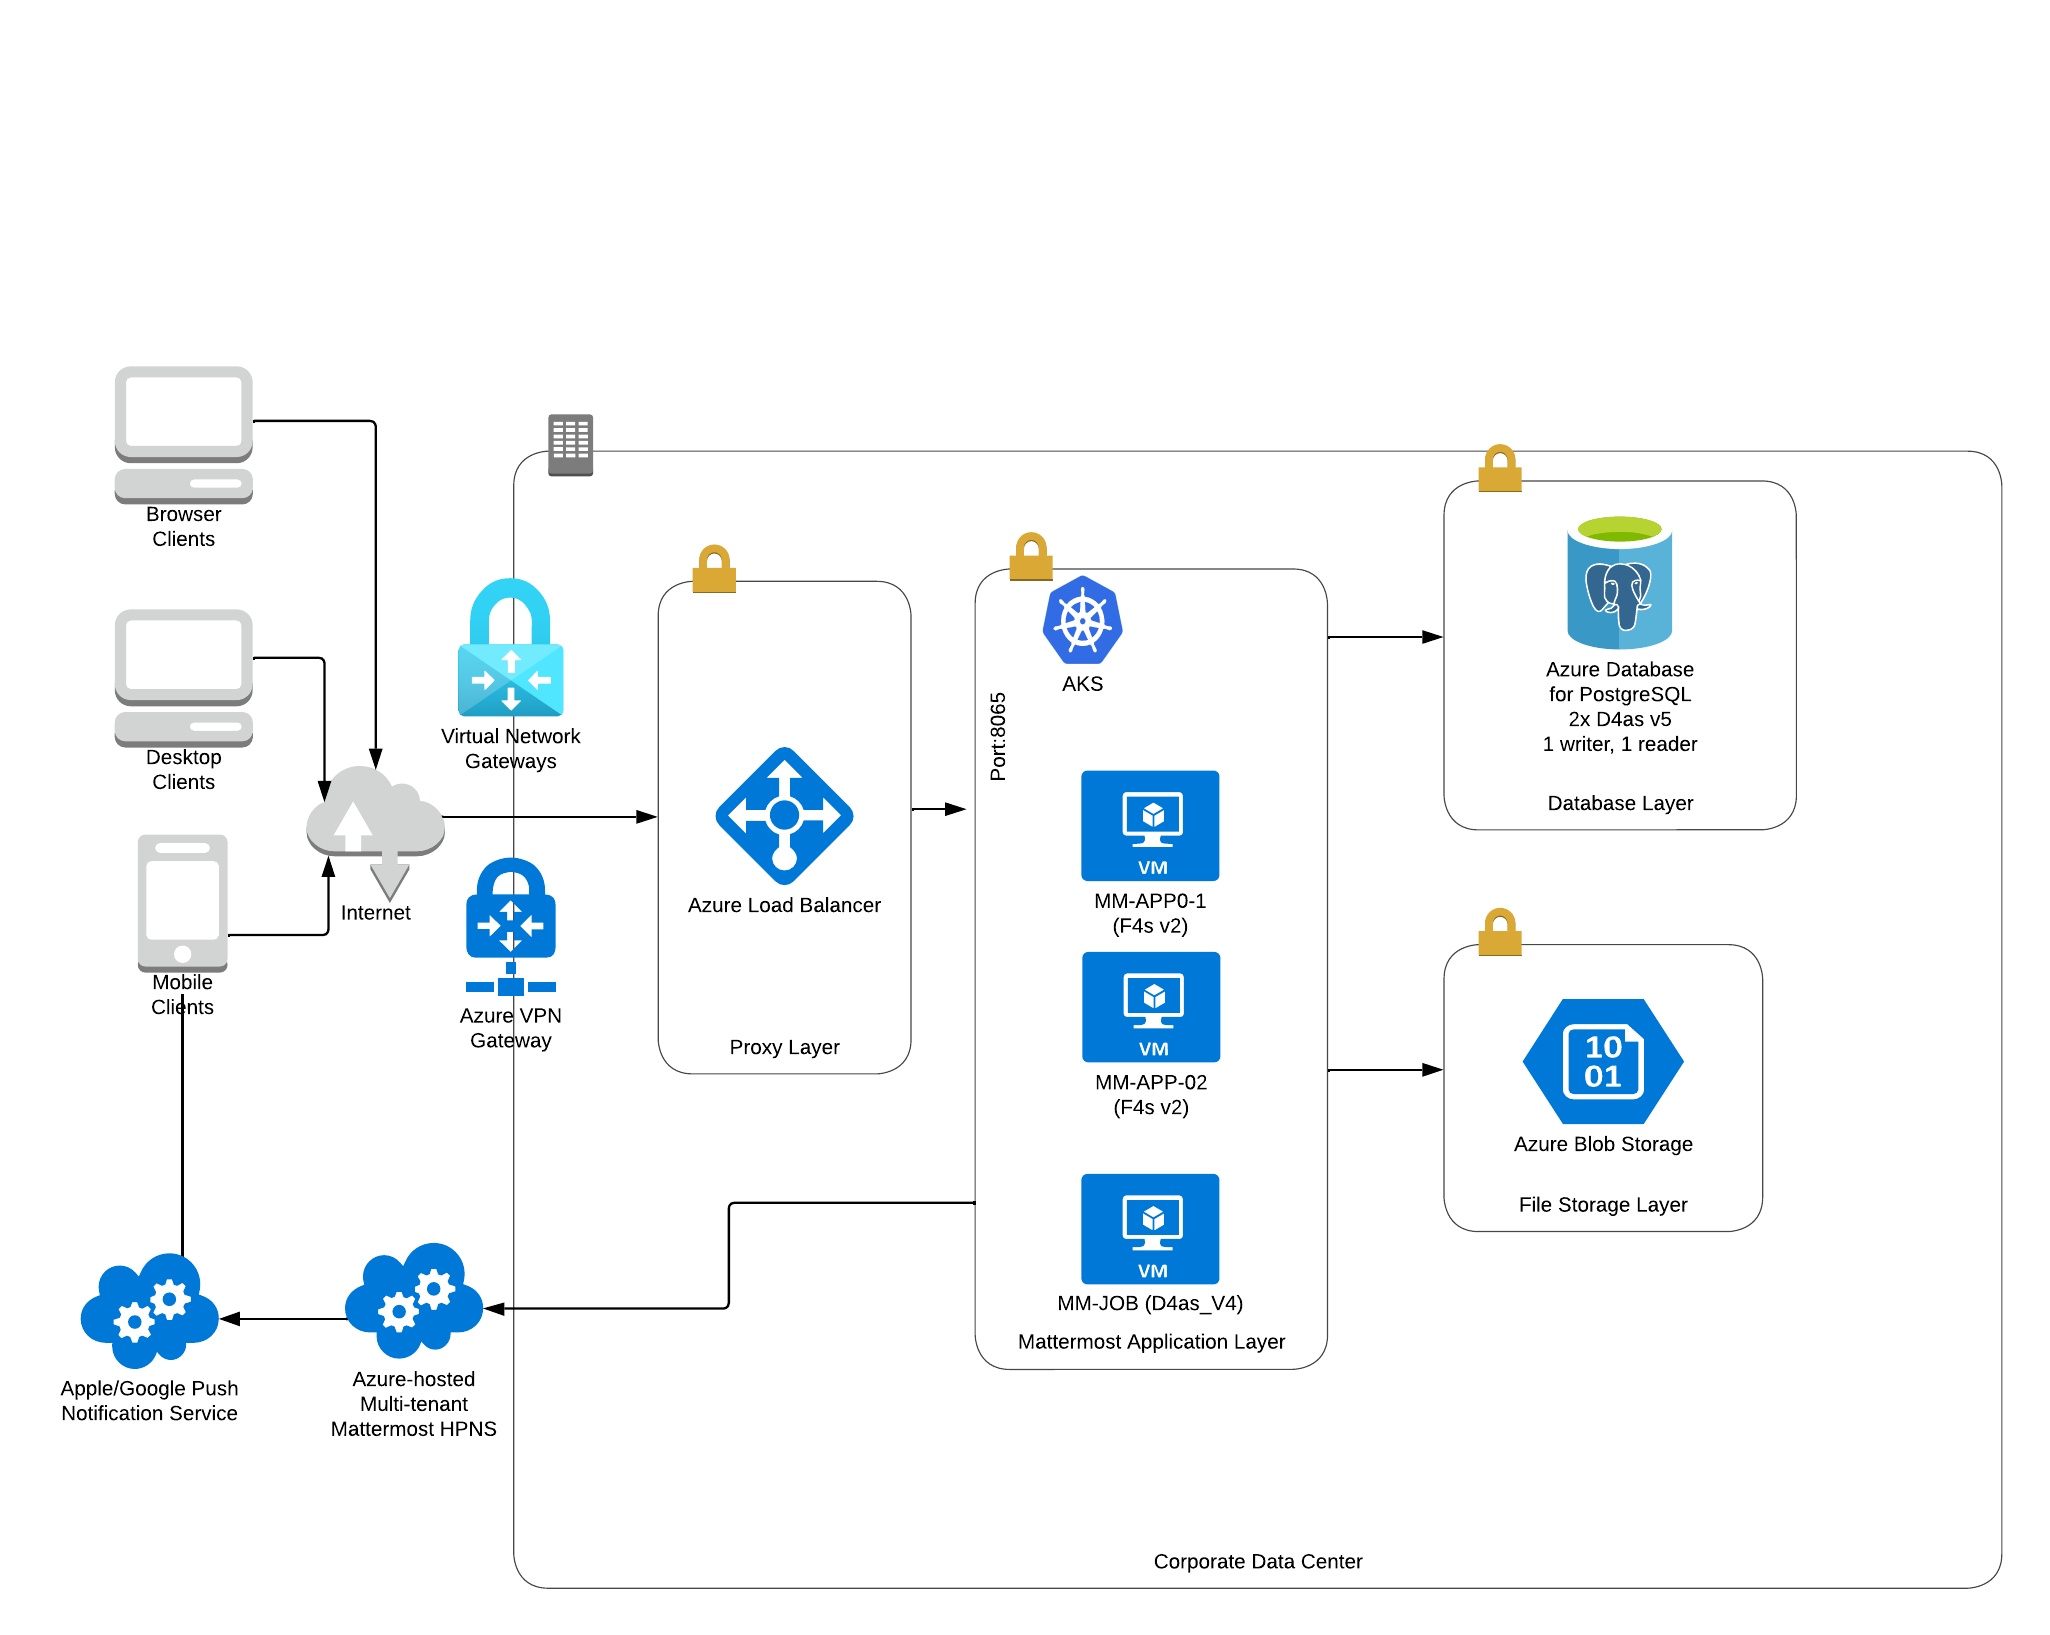 Browser
Clients
Desktop
Clients
Mobile
Clients
Internet
Virtual Network
Gateways
Azure VPN
Gateway
Azure Load Balancer
Proxy Layer
Port:8065
AKS
VM
MM-APP0-1
(F4s v2)
VM
MM-APP-02
(F4s v2)
VM
MM-JOB (D4as_V4)
Mattermost Application Layer
Azure Database
for PostgreSQL
2x D4as v5
1 writer, 1 reader
Database Layer
10
01
Azure Blob Storage
File Storage Layer
Apple/Google Push
Notification Service
Azure-hosted
Multi-tenant
Mattermost HPNS
Corporate Data Center